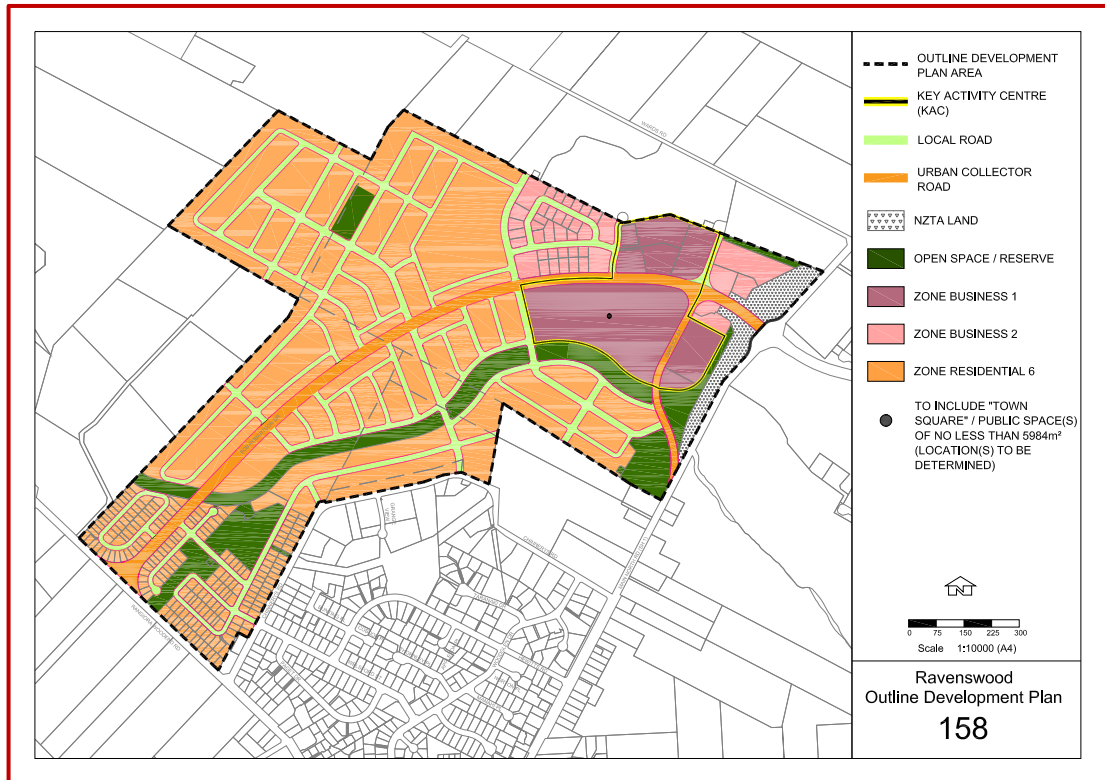 OUTLINE DEVELOPMENT
PLAN AREA
KEY ACTIVITY CENTRE
(KAC)
LOCAL ROAD
URBAN COLLECTOR
ROAD
NZTA LAND
OPEN SPACE / RESERVE
ZONE BUSINESS 1
ZONE BUSINESS 2
ZONE RESIDENTIAL 6
TO INCLUDE "TOWN
SQUARE" / PUBLIC SPACE(S)
OF NO LESS THAN 5984m²
(LOCATION(S) TO BE
DETERMINED)
N
0 75 150 225 300
Scale 1:10000 (A4)
Ravenswood
Outline Development Plan
158